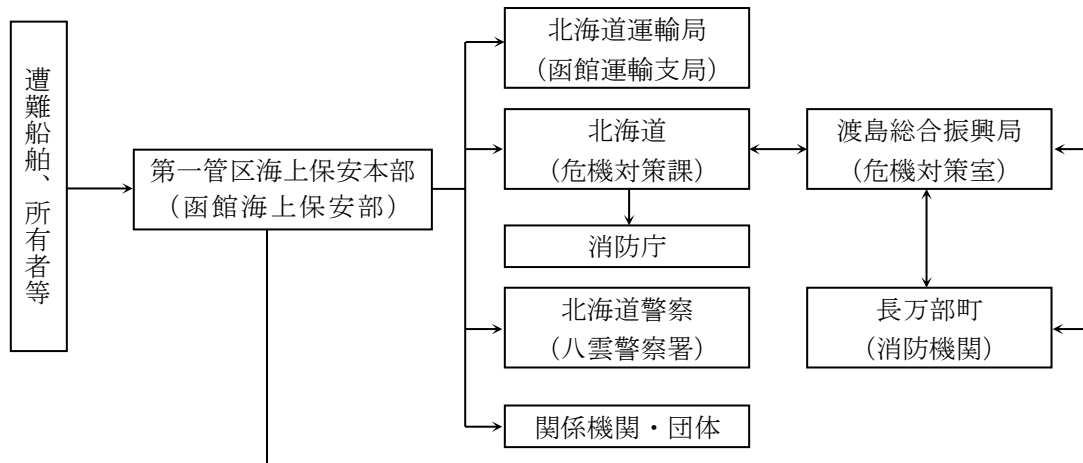 遭難船舶、所有者等
第一管区海上保安本部
（函館海上保安部）
北海道運輸局
（函館運輸支局）
北海道
（危機対策課）
消防庁
北海道警察
（八雲警察署）
関係機関・団体
渡島総合振興局
（危機対策室）
長万部町
（消防機関）